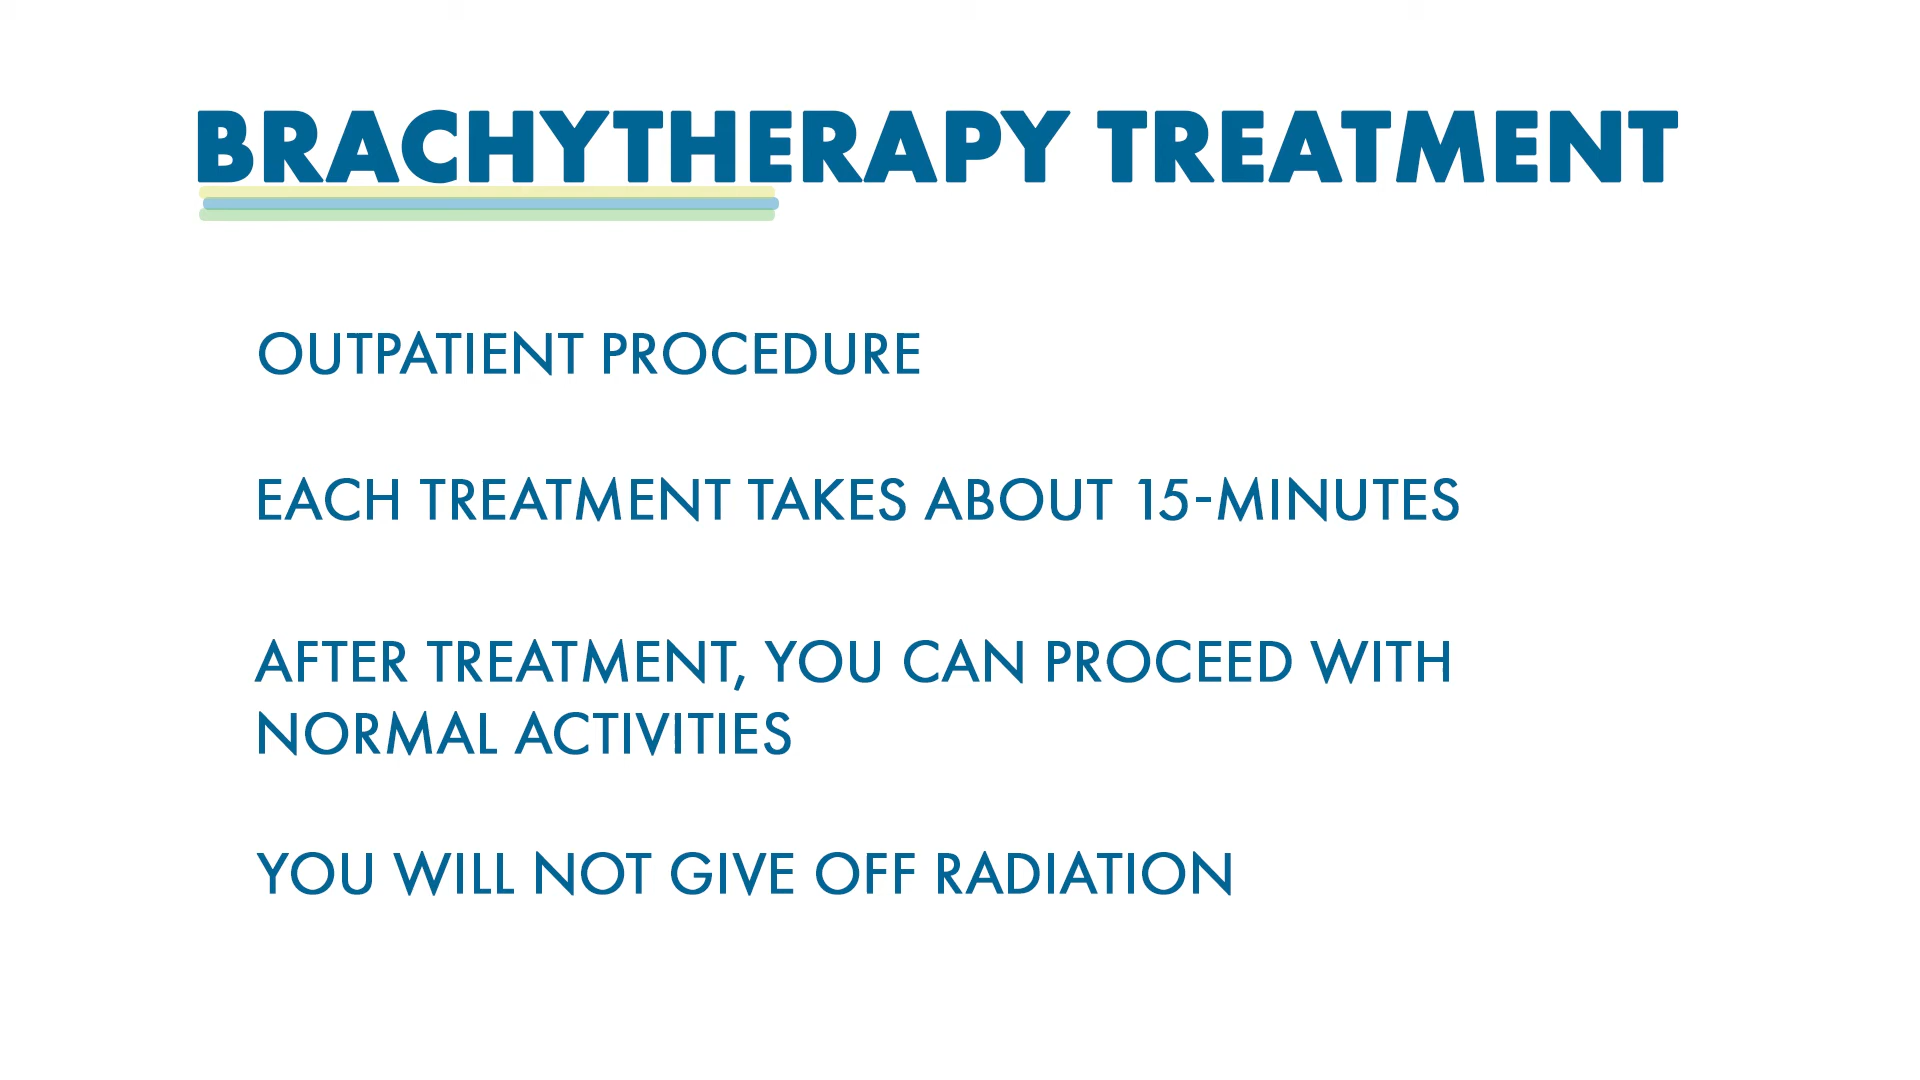 BRACHYTHERAPY TREATMENT
OUTPATIENT PROCEDURE
EACH TREATMENT TAKES ABOUT 15-MINUTES
AFTER TREATMENT, YOU CAN PROCEED WITH
NORMAL ACTIVITIES
YOU WILL NOT GIVE OFF RADIATION